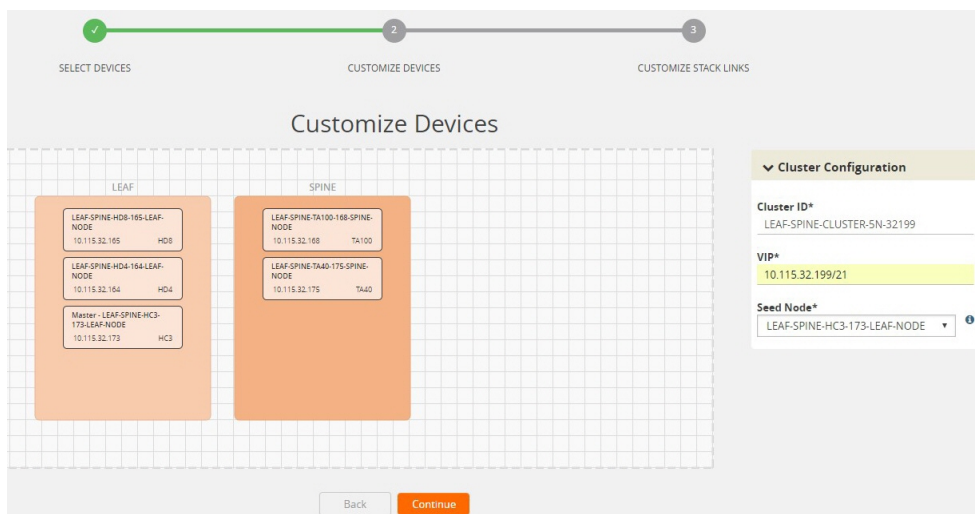 ✓
2
3
SELECT DEVICES
CUSTOMIZE DEVICES
CUSTOMIZE STACK LINKS
Customize Devices
LEAF
LEAF-SPINE-HD8-165-LEAF-
NODE
10.115.32.165 HD8
LEAF-SPINE-HD4-164-LEAF-
NODE
10.115.32.164 HD4
Master - LEAF-SPINE-HC3-
173-LEAF-NODE
10.115.32.173 HC3
SPINE
LEAF-SPINE-TA100-168-SPINE-
NODE
10.115.32.168 TA100
LEAF-SPINE-TA40-175-SPINE-
NODE
10.115.32.175 TA40
Cluster Configuration
Cluster ID*
LEAF-SPINE-CLUSTER-5N-32199
VIP*
10.115.32.199/21
Seed Node*
LEAF-SPINE-HC3-173-LEAF-NODE
Back
Continue